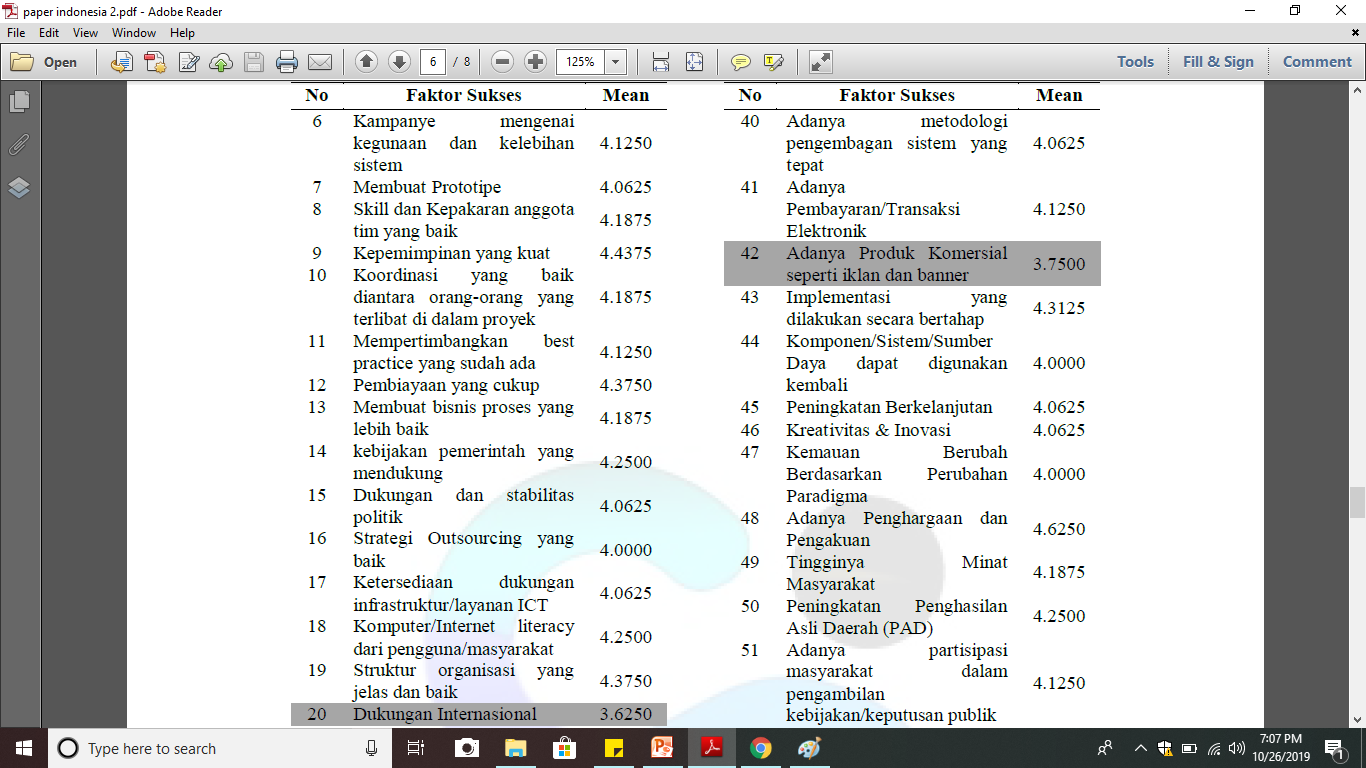 paper indonesia 2.pdf - Adobe Reader
File Edit View Window Help
Open 6 / 8 125% Tools Fill & Sign Comment
No Faktor Sukses Mean
6 Kampanye mengenai
kegunaan dan kelebihan 4.1250
sistem
7 Membuat Prototipe 4.0625
8 Skill dan Kepakaran anggota
tim yang baik 4.1875
9 Kepemimpinan yang kuat 4.4375
10 Koordinasi yang baik
diantara orang-orang yang 4.1875
terlibat di dalam proyek
11 Mempertimbangkan best
practice yang sudah ada 4.1250
12 Pembiayaan yang cukup 4.3750
13 Membuat bisnis proses yang
lebih baik 4.1875
14 kebijakan pemerintah yang
mendukung 4.2500
15 Dukungan dan stabilitas
politik 4.0625
16 Strategi Outsourcing yang
baik 4.0000
17 Ketersediaan dukungan
infrastruktur/layanan ICT 4.0625
18 Komputer/Internet literacy
dari pengguna/masyarakat 4.2500
19 Struktur organisasi yang
jelas dan baik 4.3750
20 Dukungan Internasional 3.6250
No Faktor Sukses Mean
40 Adanya metodologi
pengembagan sistem yang 4.0625
tepat
41 Adanya
Pembayaran/Transaksi 4.1250
Elektronik
42 Adanya Produk Komersial
seperti iklan dan banner 3.7500
43 Implementasi yang
dilakukan secara bertahap 4.3125
44 Komponen/Sistem/Sumber
Daya dapat digunakan 4.0000
kembali
45 Peningkatan Berkelanjutan 4.0625
46 Kreativitas & Inovasi 4.0625
47 Kemauan Berubah
Berdasarkan Perubahan 4.0000
Paradigma
48 Adanya Penghargaan dan
Pengakuan 4.6250
49 Tingginya Minat
Masyarakat 4.1875
50 Peningkatan Penghasilan
Asli Daerah (PAD) 4.2500
51 Adanya partisipasi
masyarakat dalam
pengambilan 4.1250
kebijakan/keputusan publik
Type here to search
7:07 PM
10/26/2019
1